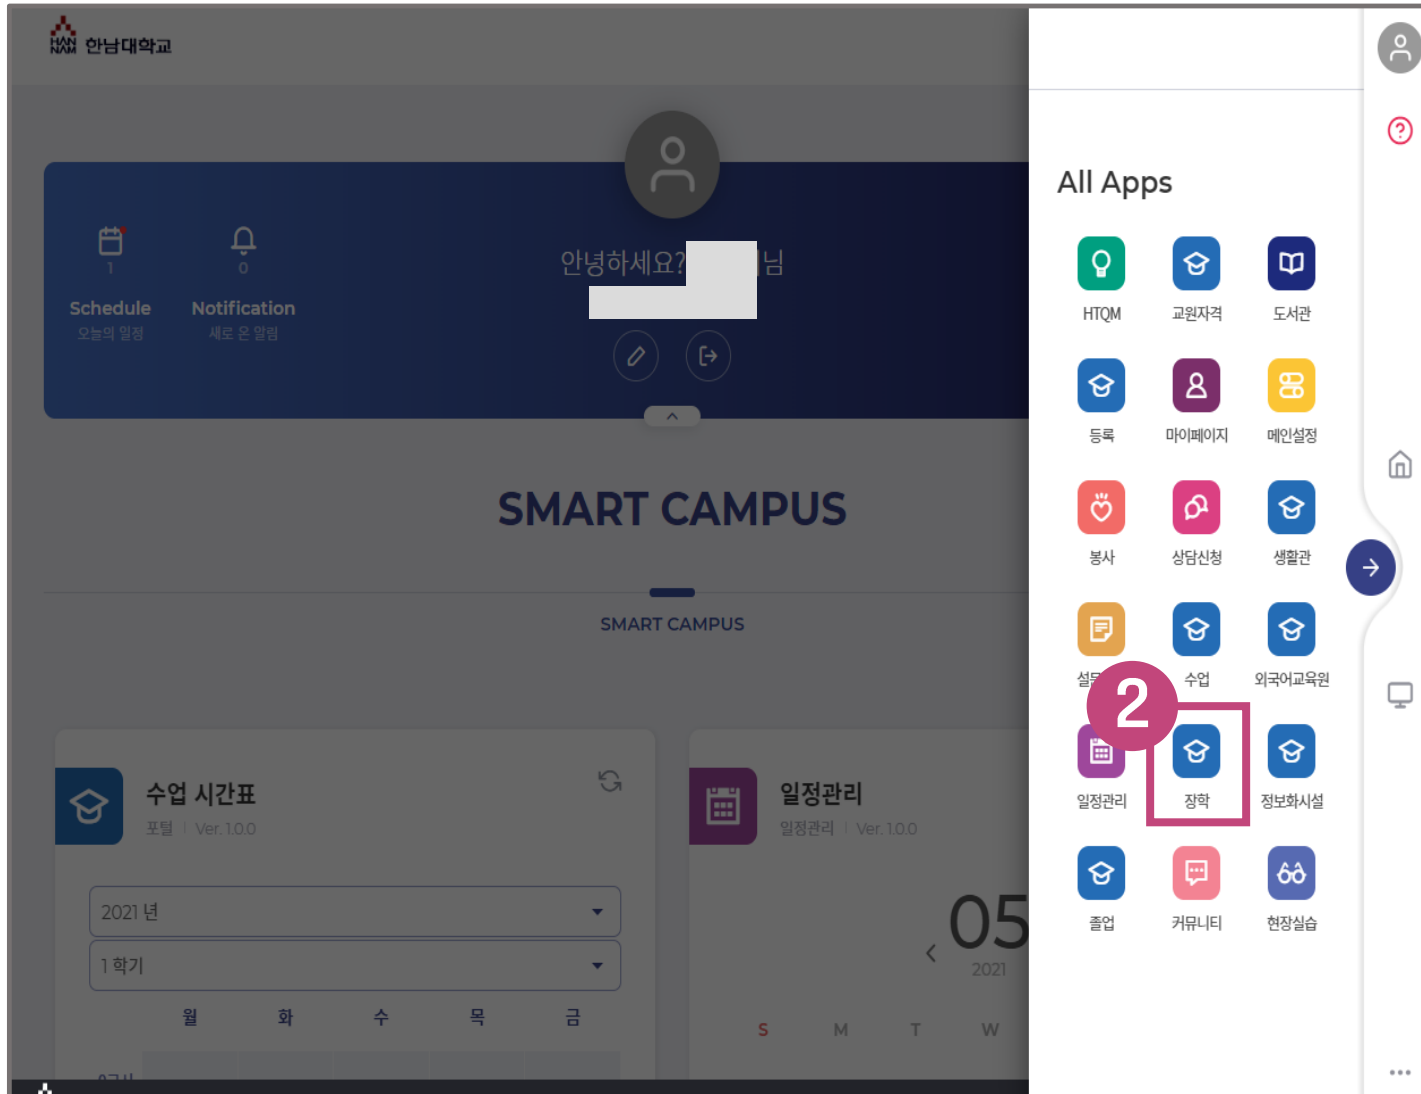 HAN
NAM 한남대학교
1
0
Schedule
오늘의 일정
Notification
새로 온 알림
안녕하세요? 님
SMART CAMPUS
SMART CAMPUS
수업 시간표
포털 | Ver. 1.0.0
2021 년
1 학기
월 화 수 목 금
일정관리
일정관리 | Ver. 1.0.0
05
2021
S M T W
All Apps
HTQM 교원자격 도서관
등록 마이페이지 메인설정
봉사 상담신청 생활관
수업 외국어교육원
2
일정관리 장학 정보화시설
졸업 커뮤니티 현장실습